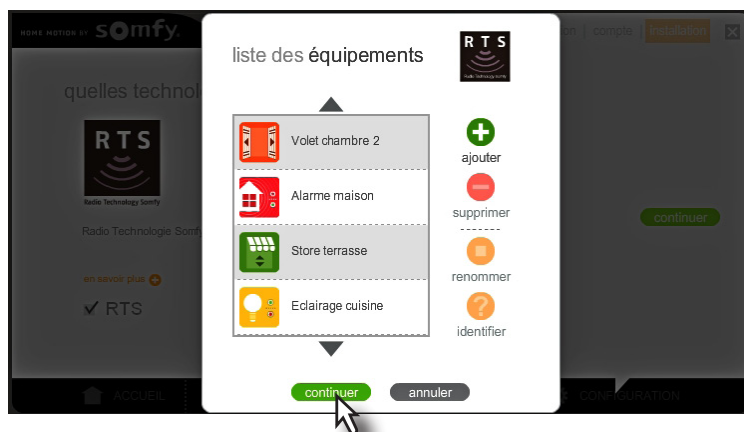 HOME MOTION BY somfy.
compte
installation
liste des équipements
RTS
Radio Technology Somfy
quelles technol
RTS
Radio Technology Somfy
Radio Technologie Somfy
en savoir plus
RTS
Volet chambre 2
Alarme maison
Store terrasse
Eclairage cuisine
ajouter
supprimer
renommer
identifier
continuer
continuer
annuler
ACCUEIL
CONFIGURATION